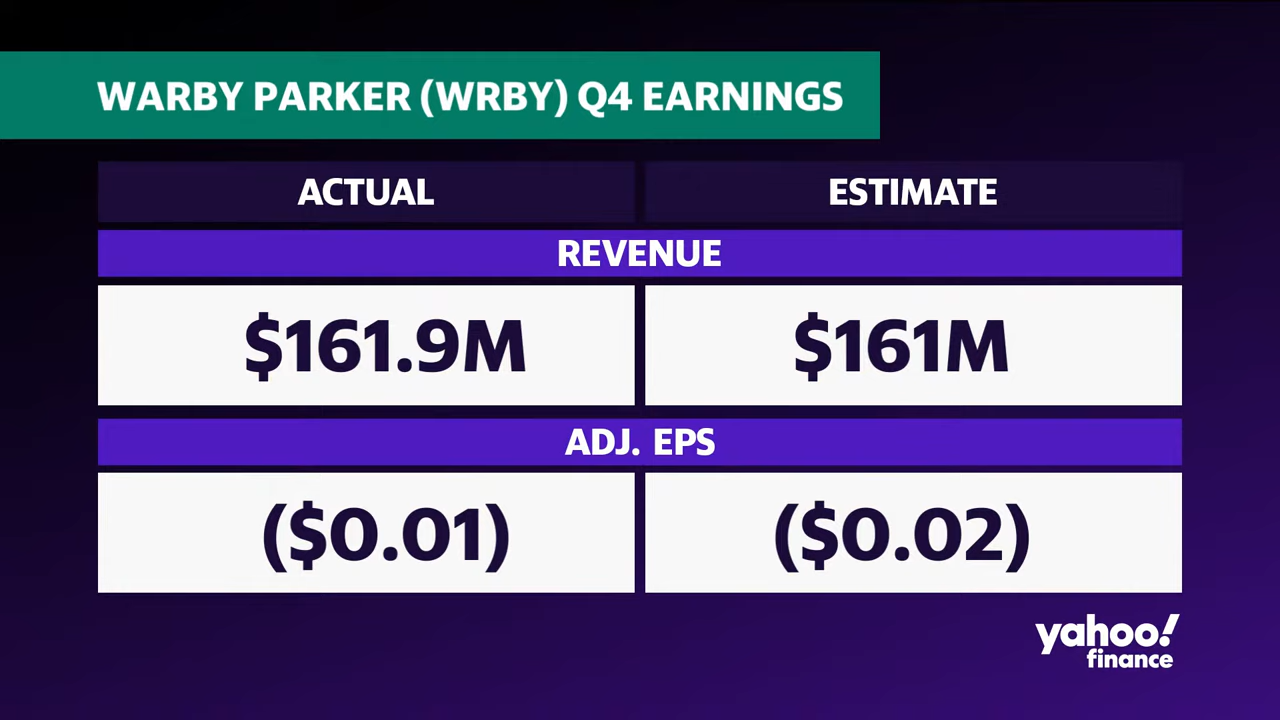 WARBY PARKER (WRBY) Q4 EARNINGS
ACTUAL ESTIMATE
REVENUE
$161.9M $161M
ADJ. EPS
($0.01) ($0.02)
yahoo!
finance